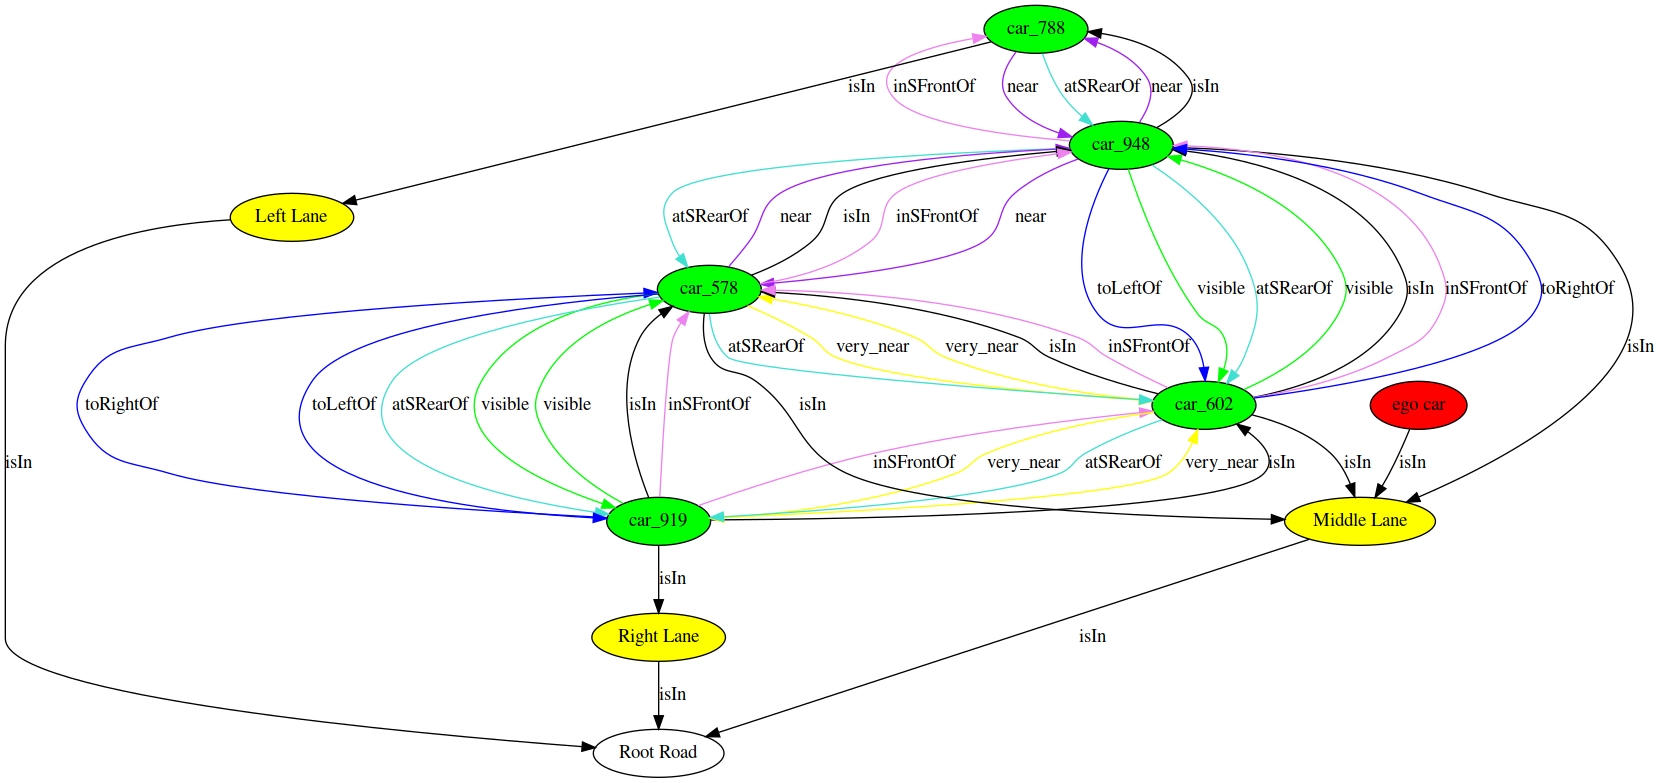 car_788
isIn inSFrontOf near atSRearOf near isIn
car_948
Left Lane atSRearOf near isIn inSFrontOf near
car_578 toLeftOf visible atSRearOf visible isIn inSFrontOf toRightOf
atSRearOf very_near very_near isIn inSFrontOf isIn
toRightOf toLeftOf atSRearOf visible visible isIn inSFrontOf isIn car_602 ego car
isIn inSFrontOf very_near atSRearOf very_near isIn isIn isIn
car_919 Middle Lane
isIn
Right Lane isIn
isIn
Root Road